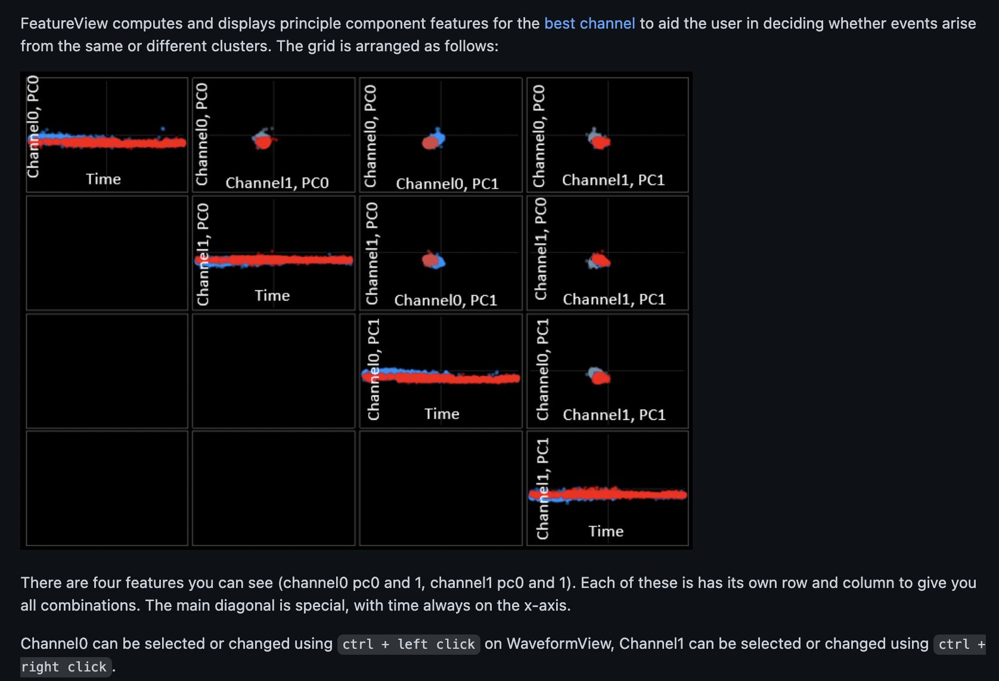 FeatureView computes and displays principle component features for the best channel to aid the user in deciding whether events arise
from the same or different clusters. The grid is arranged as follows:
Channel0, PC0
Time
Channel0, PC0
Channel1, PC0
Channel0, PC0
Channel0, PC1
Channel0, PC0
Channel1, PC1
Channel1, PC0
Time
Channel1, PC0
Channel0, PC1
Channel1, PC0
Channel1, PC1
Channel0, PC1
Time
Channel0, PC1
Channel1, PC1
Channel1, PC1
Time
There are four features you can see (channel0 pc0 and 1, channel1 pc0 and 1). Each of these is has its own row and column to give you
all combinations. The main diagonal is special, with time always on the x-axis.
Channel0 can be selected or changed using ctrl + left click on WaveformView, Channel1 can be selected or changed using ctrl +
right click .